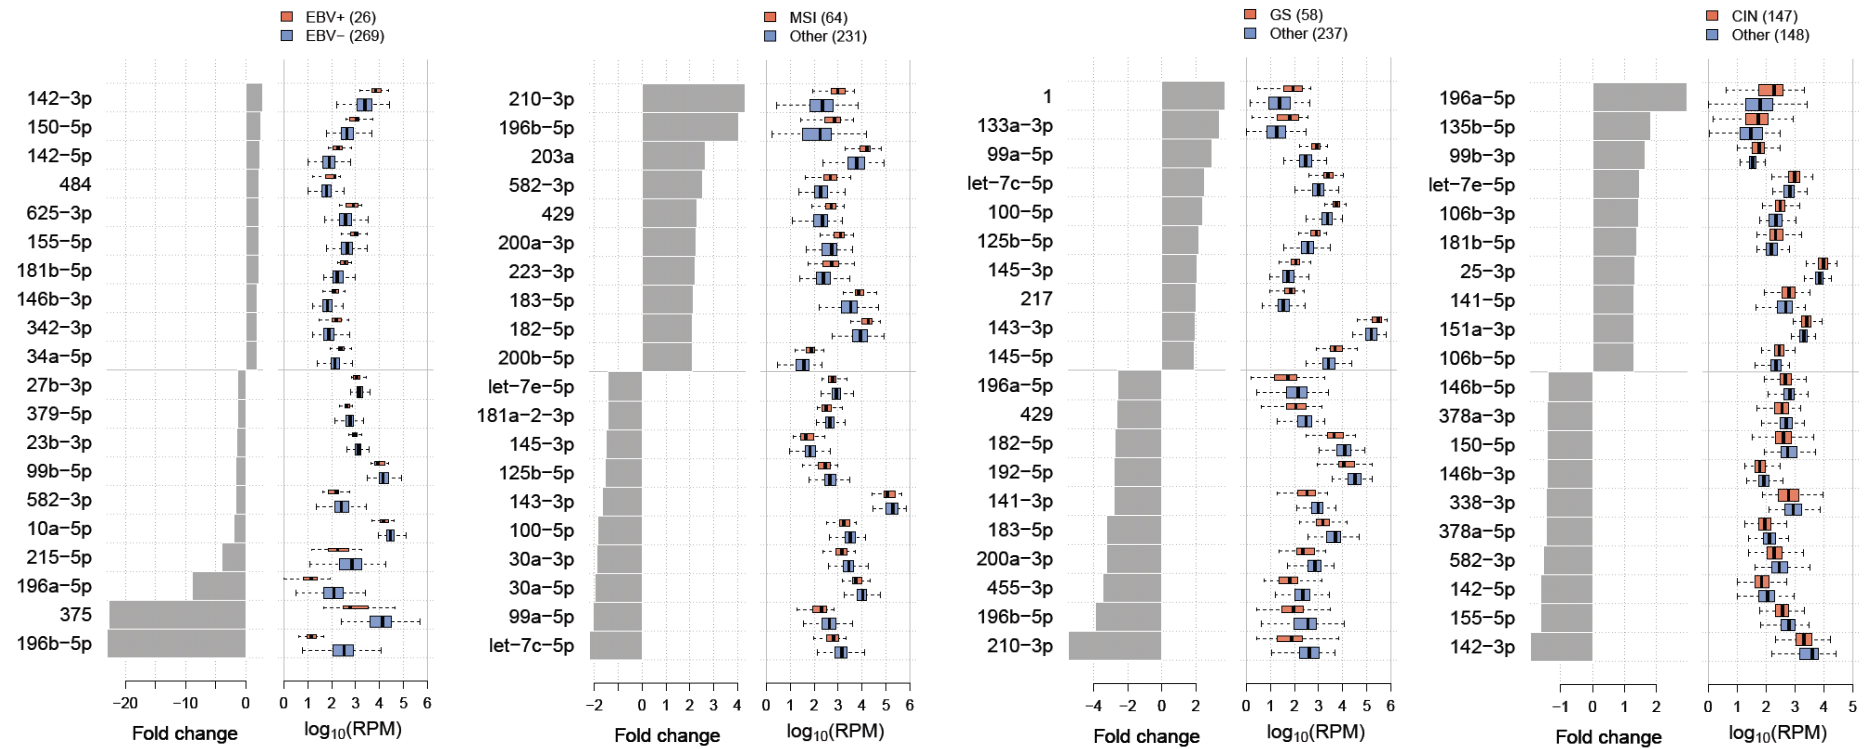 EBV+ (26)
EBV− (269)
142−3p
150−5p
142−5p
484
625−3p
155−5p
181b−5p
146b−3p
342−3p
34a−5p
27b−3p
379−5p
23b−3p
99b−5p
582−3p
10a−5p
215−5p
196a−5p
375
196b−5p
−20 −10 0
Fold change
0 1 2 3 4 5 6
log10(RPM)
MSI (64)
Other (231)
210−3p
196b−5p
203a
582−3p
429
200a−3p
223−3p
183−5p
182−5p
200b−5p
let−7e−5p
181a−2−3p
145−3p
125b−5p
143−3p
100−5p
30a−3p
30a−5p
99a−5p
let−7c−5p
−2 0 1 2 3 4
Fold change
0 1 2 3 4 5 6
log10(RPM)
GS (58)
Other (237)
1
133a−3p
99a−5p
let−7c−5p
100−5p
125b−5p
145−3p
217
143−3p
145−5p
196a−5p
429
182−5p
192−5p
141−3p
183−5p
200a−3p
455−3p
196b−5p
210−3p
−4 −2 0 2
Fold change
0 1 2 3 4 5 6
log10(RPM)
CIN (147)
Other (148)
196a−5p
135b−5p
99b−3p
let−7e−5p
106b−3p
181b−5p
25−3p
141−5p
151a−3p
106b−5p
146b−5p
378a−3p
150−5p
146b−3p
338−3p
378a−5p
582−3p
142−5p
155−5p
142−3p
−1 0 1 2
Fold change
0 1 2 3 4 5
log10(RPM)